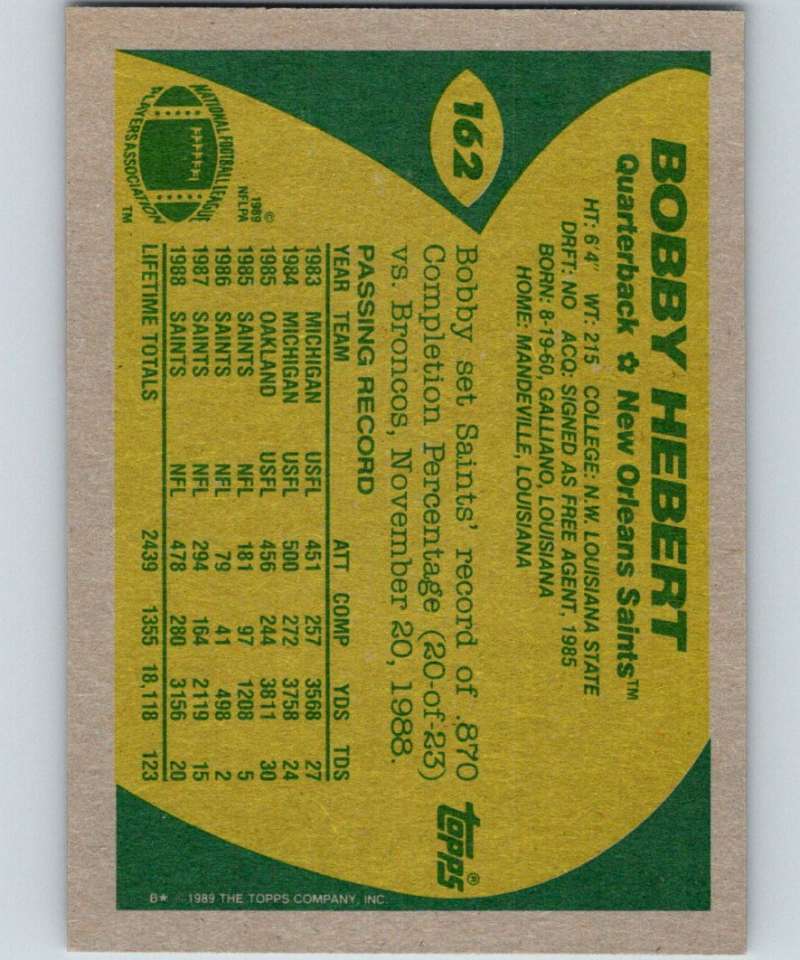 162
BOBBY HEBERT
Quarterback ✩ New Orleans Saints™
HT: 6'4" WT: 215 COLLEGE: N.W. LOUISIANA STATE
DRFT: NO ACQ: SIGNED AS FREE AGENT, 1985
BORN: 8-19-60, GALLIANO, LOUISIANA
HOME: MANDEVILLE, LOUISIANA
Bobby set Saints' record of .870
Completion Percentage (20-of-23)
vs. Broncos, November 20, 1988.
topps®
PASSING RECORD
YEAR TEAM ATT COMP YDS TDS
1983 MICHIGAN USFL 451 257 3568 27
1984 MICHIGAN USFL 500 272 3758 24
1985 OAKLAND USFL 456 244 3811 30
1985 SAINTS NFL 181 97 1208 5
1986 SAINTS NFL 79 41 498 2
1987 SAINTS NFL 294 164 2119 15
1988 SAINTS NFL 478 280 3156 20
LIFETIME TOTALS 2439 1355 18,118 123
NATIONAL FOOTBALL LEAGUE
PLAYERS ASSOCIATION
TM
©
1989
NFLPA
B* ©1989 THE TOPPS COMPANY, INC.